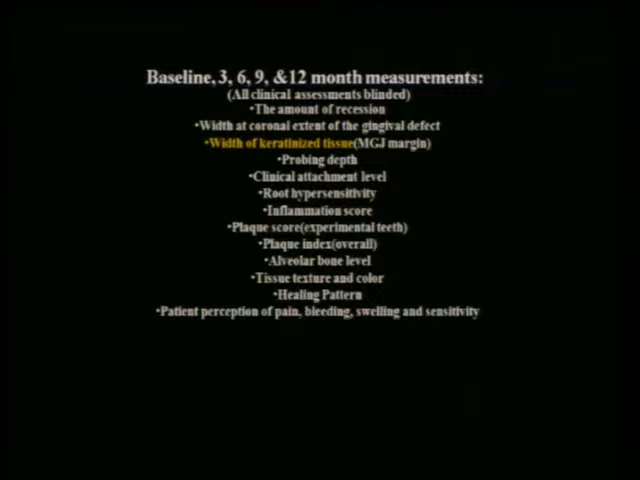 Baseline, 3, 6, 9, &12 month measurements:
(All clinical assessments blinded)
•The amount of recession
•Width at coronal extent of the gingival defect
•Width of keratinized tissue(MGJ margin)
•Probing depth
•Clinical attachment level
•Root hypersensitivity
•Inflammation score
•Plaque score(experimental teeth)
•Plaque index(overall)
•Alveolar bone level
•Tissue texture and color
•Healing Pattern
•Patient perception of pain, bleeding, swelling and sensitivity